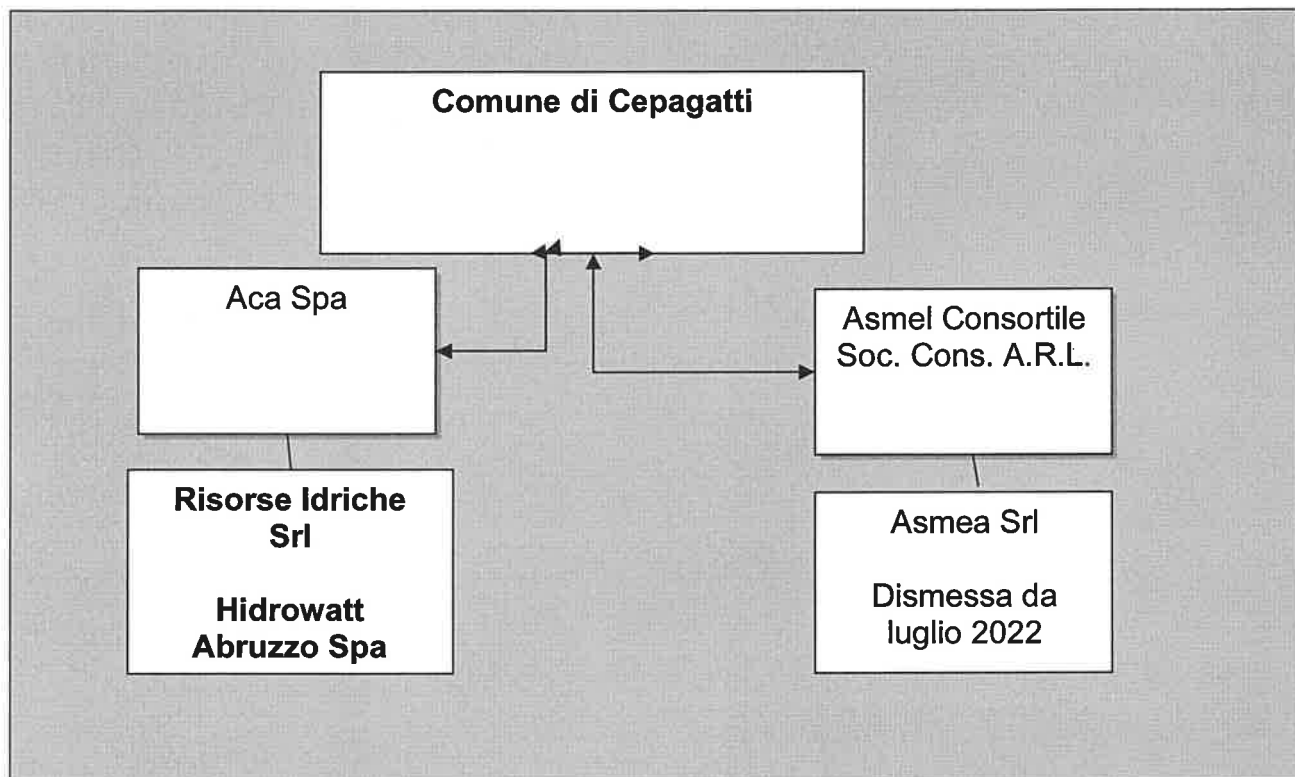 Comune di Cepagatti
Aca Spa
Asmel Consortile
Soc. Cons. A.R.L.
Risorse Idriche
Srl
Hidrowatt
Abruzzo Spa
Asmea Srl
Dismessa da
luglio 2022